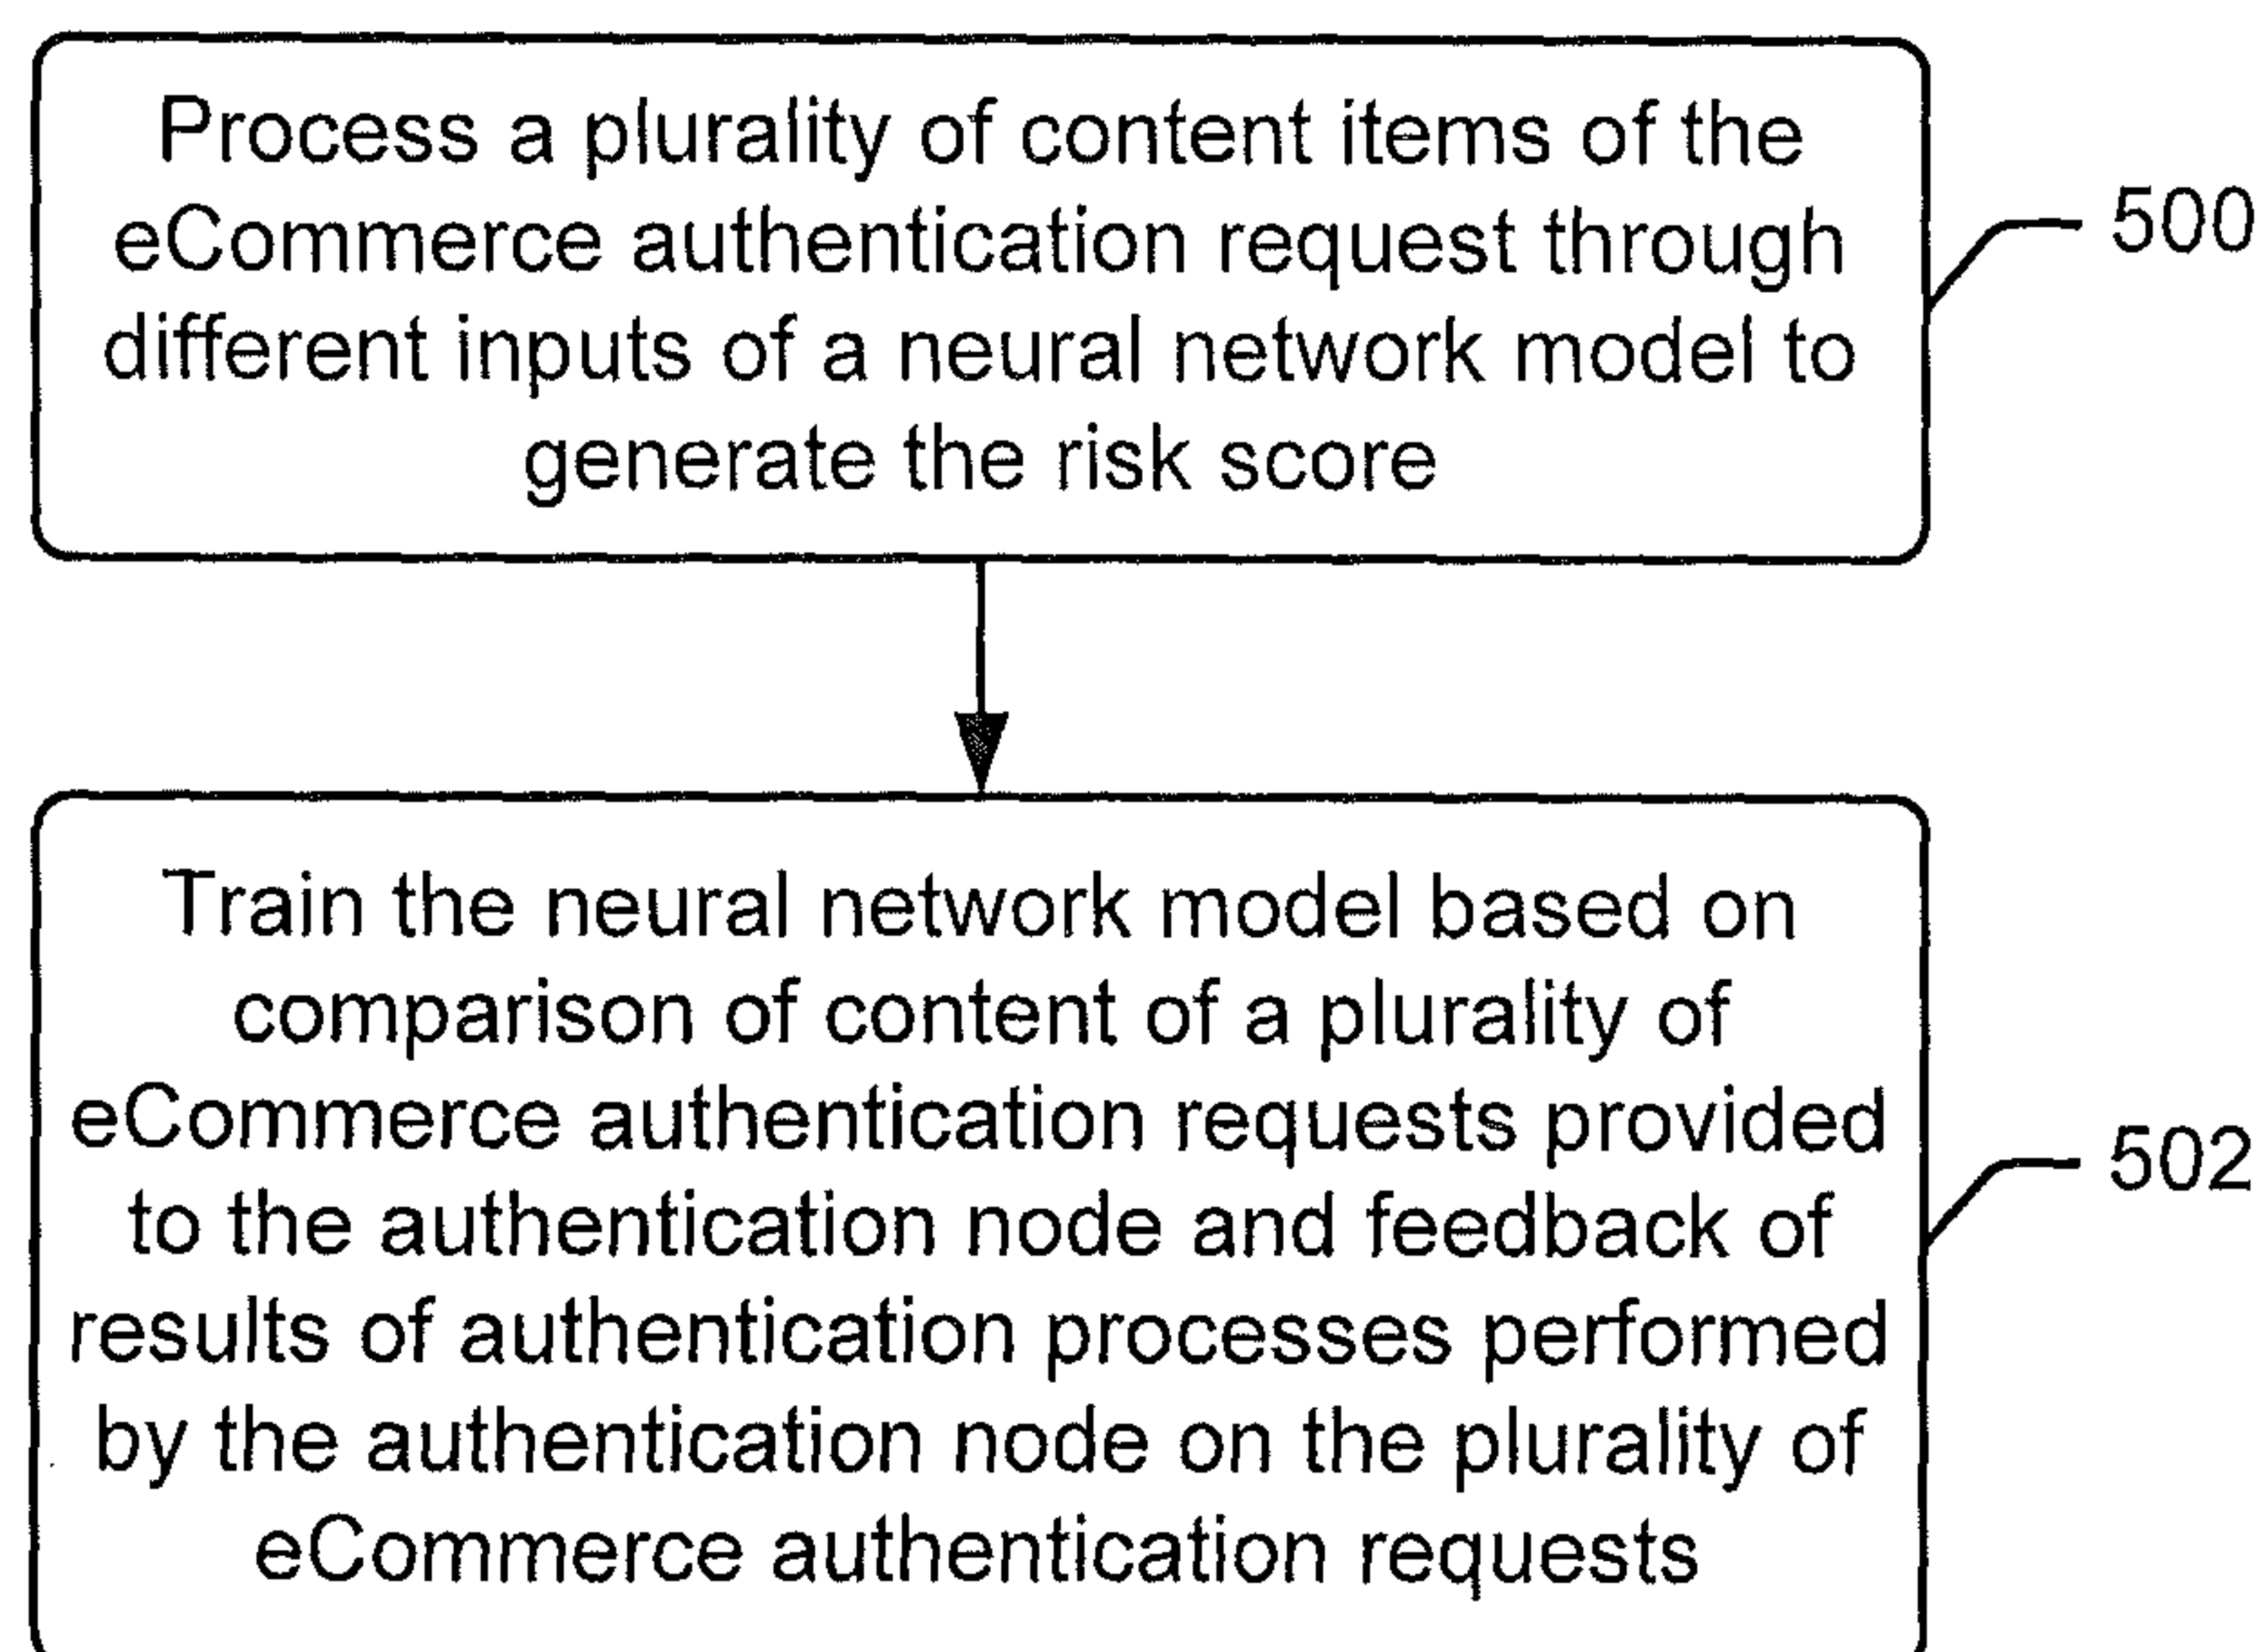 Process a plurality of content items of the
eCommerce authentication request through
different inputs of a neural network model to
generate the risk score
500
Train the neural network model based on
comparison of content of a plurality of
eCommerce authentication requests provided
to the authentication node and feedback of
results of authentication processes performed
by the authentication node on the plurality of
eCommerce authentication requests
502